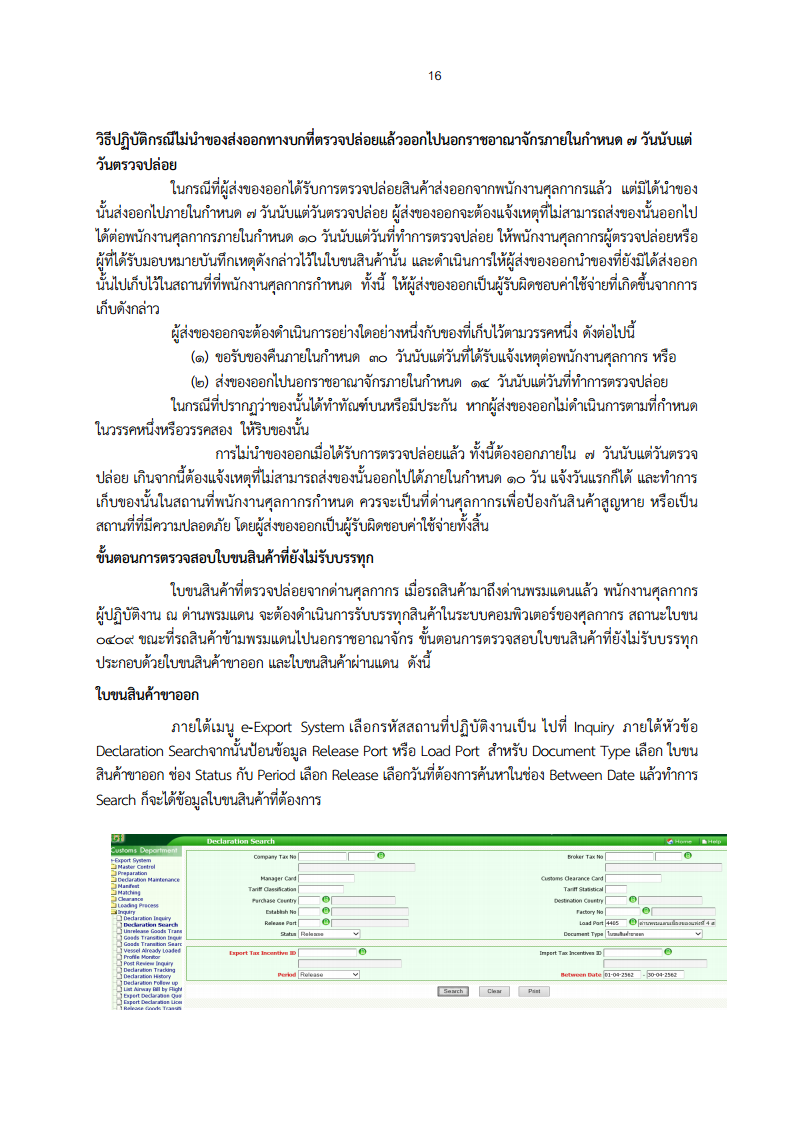 16
วิธีปฏิบัติกรณีไม่นำของส่งออกทางบกที่ตรวจปล่อยแล้วออกไปนอกราชอาณาจักรภายในกำหนด ๗ วันนับแต่
วันตรวจปล่อย
ในกรณีที่ผู้ส่งของออกได้รับการตรวจปล่อยสินค้าส่งออกจากพนักงานศุลกากรแล้ว แต่มิได้นำของ
นั้นส่งออกไปภายในกำหนด ๗ วันนับแต่วันตรวจปล่อย ผู้ส่งของออกจะต้องแจ้งเหตุที่ไม่สามารถส่งของนั้นออกไป
ได้ต่อพนักงานศุลกากรภายในกำหนด ๑๐ วันนับแต่วันที่ทำการตรวจปล่อย ให้พนักงานศุลกากรผู้ตรวจปล่อยหรือ
ผู้ที่ได้รับมอบหมายบันทึกเหตุดังกล่าวไว้ในใบขนสินค้านั้น และดำเนินการให้ผู้ส่งของออกนำของที่ยังมิได้ส่งออก
นั้นไปเก็บไว้ในสถานที่ที่พนักงานศุลกากรกำหนด ทั้งนี้ ให้ผู้ส่งของออกเป็นผู้รับผิดชอบค่าใช้จ่ายที่เกิดขึ้นจากการ
เก็บดังกล่าว
ผู้ส่งของออกจะต้องดำเนินการอย่างใดอย่างหนึ่งกับของที่เก็บไว้ตามวรรคหนึ่ง ดังต่อไปนี้
(๑) ขอรับของคืนภายในกำหนด ๓๐ วันนับแต่วันที่ได้รับแจ้งเหตุต่อพนักงานศุลกากร หรือ
(๒) ส่งของออกไปนอกราชอาณาจักรภายในกำหนด ๑๔ วันนับแต่วันที่ทำการตรวจปล่อย
ในกรณีที่ปรากฏว่าของนั้นได้ทำทัณฑ์บนหรือมีประกัน หากผู้ส่งของออกไม่ดำเนินการตามที่กำหนด
ในวรรคหนึ่งหรือวรรคสอง ให้ริบของนั้น
การไม่นำของออกเมื่อได้รับการตรวจปล่อยแล้ว ทั้งนี้ต้องออกภายใน ๗ วันนับแต่วันตรวจ
ปล่อย เกินจากนี้ต้องแจ้งเหตุที่ไม่สามารถส่งของนั้นออกไปได้ภายในกำหนด ๑๐ วัน แจ้งวันแรกก็ได้ และทำการ
เก็บของนั้นในสถานที่พนักงานศุลกากรกำหนด ควรจะเป็นที่ด่านศุลกากรเพื่อป้องกันสินค้าสูญหาย หรือเป็น
สถานที่ที่มีความปลอดภัย โดยผู้ส่งของออกเป็นผู้รับผิดชอบค่าใช้จ่ายทั้งสิ้น
ขั้นตอนการตรวจสอบใบขนสินค้าที่ยังไม่รับบรรทุก
ใบขนสินค้าที่ตรวจปล่อยจากด่านศุลกากร เมื่อรถสินค้ามาถึงด่านพรมแดนแล้ว พนักงานศุลกากร
ผู้ปฏิบัติงาน ณ ด่านพรมแดน จะต้องดำเนินการรับบรรทุกสินค้าในระบบคอมพิวเตอร์ของศุลกากร สถานะใบขน
๐๔๐๙ ขณะที่รถสินค้าข้ามพรมแดนไปนอกราชอาณาจักร ขั้นตอนการตรวจสอบใบขนสินค้าที่ยังไม่รับบรรทุก
ประกอบด้วยใบขนสินค้าขาออก และใบขนสินค้าผ่านแดน ดังนี้
ใบขนสินค้าขาออก
ภายใต้เมนู e-Export System เลือกรหัสสถานที่ปฏิบัติงานเป็น ไปที่ Inquiry ภายใต้หัวข้อ
Declaration Searchจากนั้นป้อนข้อมูล Release Port หรือ Load Port สำหรับ Document Type เลือก ใบขน
สินค้าขาออก ช่อง Status กับ Period เลือก Release เลือกวันที่ต้องการค้นหาในช่อง Between Date แล้วทำการ
Search ก็จะได้ข้อมูลใบขนสินค้าที่ต้องการ
Declaration Search Home Help
Customs Department
e-Export System
Master Control
Preparation
Declaration Maintenance
Manifest
Matching
Clearance
Loading Process
Inquiry
Declaration Inquiry
Declaration Search
Unrelease Goods Trans
Goods Transition Inquir
Goods Transition Searc
Vessel Already Loaded
Profile Monitor
Post Review Inquiry
Declaration Tracking
Declaration History
Declaration Follow up
List Airway Bill by Flight
Export Declaration Quo
Export Declaration Lice
Release Goods Transiti
Company Tax No Broker Tax No
Manager Card Customs Clearance Card
Tariff Classification Tariff Statistical
Purchase Country Destination Country
Establish No Factory No
Release Port Load Port 4405 ด่านพรมแดนเมืองของแห่งที่ 4 ส
Status Release Document Type ใบขนสินค้าขาออก
Export Tax Incentive ID Import Tax Incentives ID
Period Release Between Date 01-04-2562 - 30-04-2562
Search Clear Print